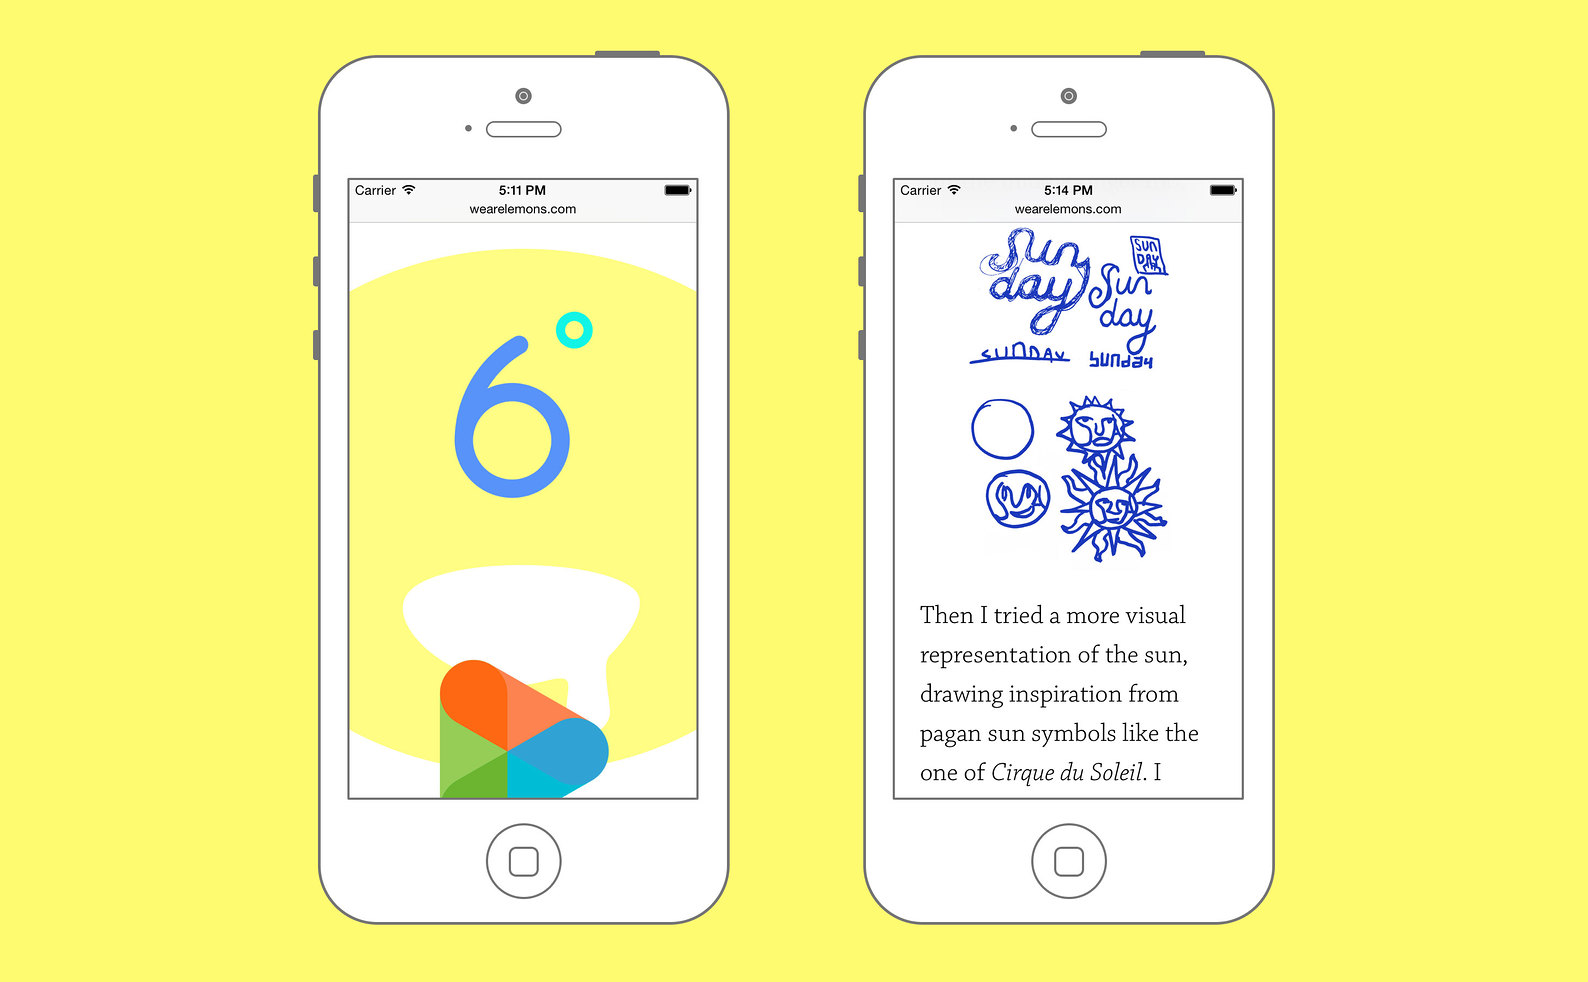 Carrier
5:11 PM
wearelemons.com
6°
Carrier
5:14 PM
wearelemons.com
Sun
day
SUN
DAY
Sun
day
SUNDAY
sunday
Sun
Then I tried a more visual
representation of the sun,
drawing inspiration from
pagan sun symbols like the
one of Cirque du Soleil. I